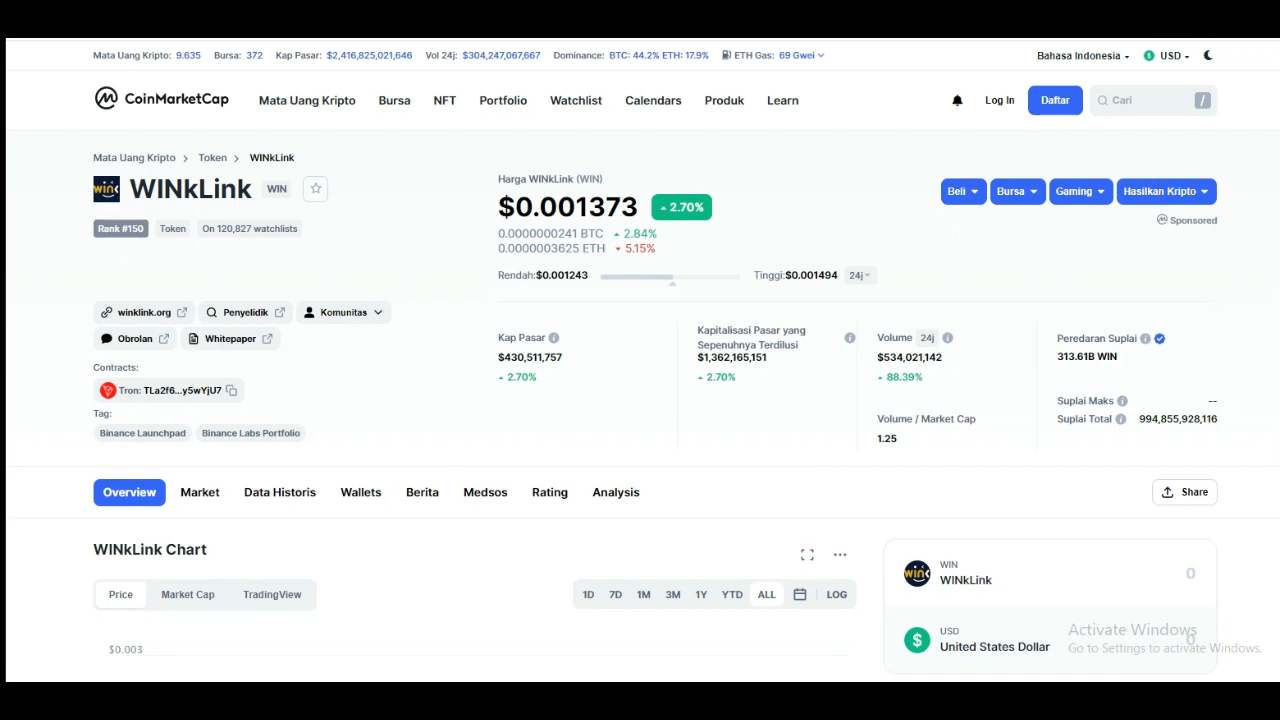 Mata Uang Kripto: 9.635 Bursa: 372 Kap Pasar: $2,416,825,021,646 Vol 24j: $304,247,067,667 Dominance: BTC: 44.2% ETH: 17.9% ETH Gas: 69 Gwei Bahasa Indonesia USD
CoinMarketCap Mata Uang Kripto Bursa NFT Portfolio Watchlist Calendars Produk Learn Log In Daftar Cari /
Mata Uang Kripto Token WINkLink
WINkLink WIN
Rank #150 Token On 120,827 watchlists
Harga WINkLink (WIN)
$0.001373 2.70%
0.0000000241 BTC 2.84%
0.0000003625 ETH 5.15%
Rendah:$0.001243 Tinggi:$0.001494 24j
Beli Bursa Gaming Hasilkan Kripto
Sponsored
winklink.org Penyelidik Komunitas
Obrolan Whitepaper
Contracts:
Tron: TLa2f6...y5wYjU7
Tag:
Binance Launchpad Binance Labs Portfolio
Kap Pasar
$430,511,757
2.70%
Kapitalisasi Pasar yang
Sepenuhnya Terdilusi
$1,362,165,151
2.70%
Volume 24j
$534,021,142
88.39%
Volume / Market Cap
1.25
Peredaran Suplai
313.61B WIN
Suplai Maks --
Suplai Total 994,855,928,116
Overview Market Data Historis Wallets Berita Medsos Rating Analysis Share
WINkLink Chart
Price Market Cap TradingView 1D 7D 1M 3M 1Y YTD ALL LOG
$0.003
WIN
WINkLink 0
USD
United States Dollar 0
Activate Windows
Go to Settings to activate Windows.